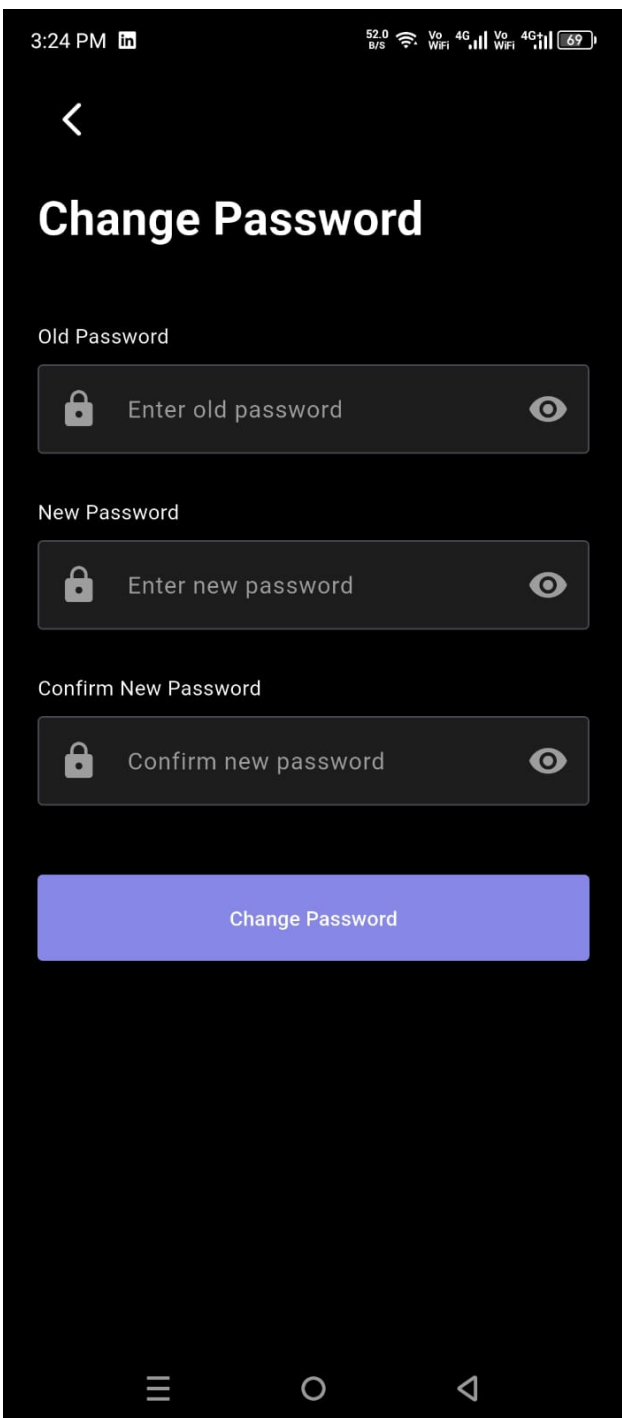 3:24 PM in 52.0 B/S Vo WiFi 4G Vo WiFi 4G+ 69
Change Password
Old Password
Enter old password
New Password
Enter new password
Confirm New Password
Confirm new password
Change Password